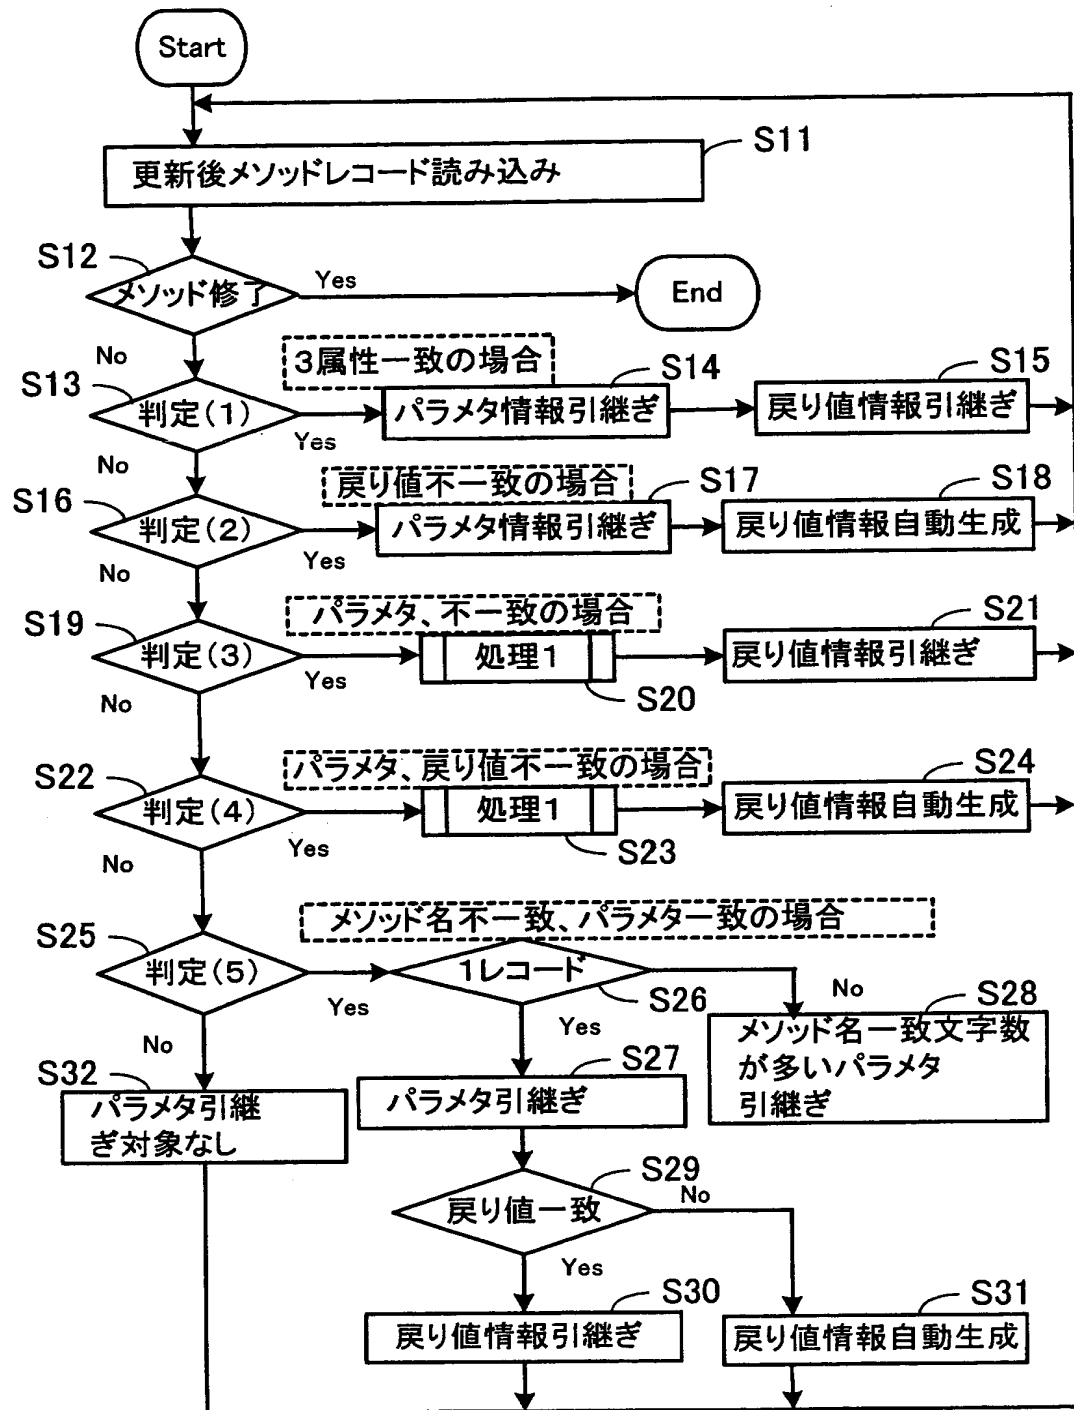 Start
S11
更新後メソッドレコード読み込み
S12
メソッド修了
Yes
End
No
3属性一致の場合
S13
判定(1)
Yes
S14
パラメタ情報引継ぎ
S15
戻り値情報引継ぎ
No
戻り値不一致の場合
S16
判定(2)
Yes
S17
パラメタ情報引継ぎ
S18
戻り値情報自動生成
No
パラメタ、不一致の場合
S19
判定(3)
Yes
処理1
S20
S21
戻り値情報引継ぎ
No
パラメタ、戻り値不一致の場合
S22
判定(4)
Yes
処理1
S23
S24
戻り値情報自動生成
No
メソッド名不一致、パラメタ一致の場合
S25
判定(5)
Yes
1レコード
S26
No
S28
メソッド名一致文字数
が多いパラメタ
引継ぎ
Yes
No
S32
パラメタ引継
ぎ対象なし
S27
パラメタ引継ぎ
S29
戻り値一致
No
Yes
S30
戻り値情報引継ぎ
S31
戻り値情報自動生成